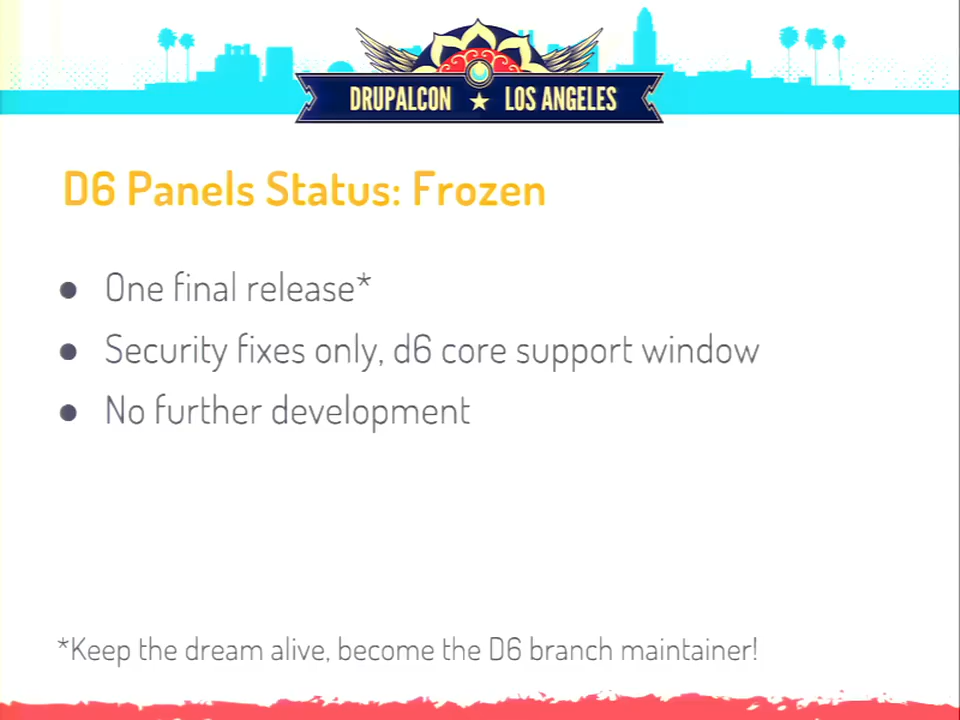 DRUPALCON ★ LOS ANGELES
D6 Panels Status: Frozen
● One final release*
● Security fixes only, d6 core support window
● No further development
*Keep the dream alive, become the D6 branch maintainer!